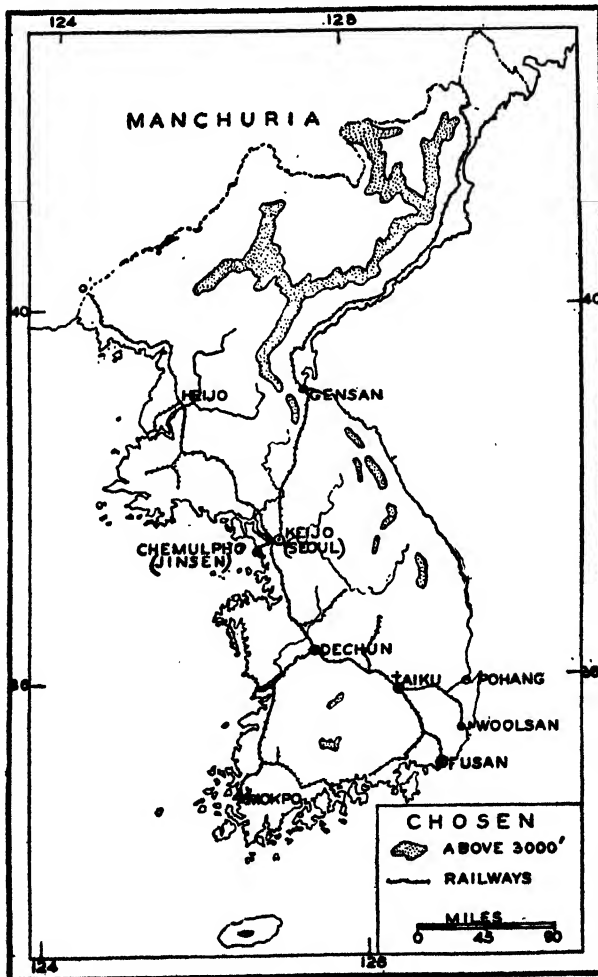 124
128
MANCHURIA
40
40
HEIJO
GENSAN
KEIJO
(SEOUL)
CHEMULPHO
(JINSEN)
DECHUN
TAIKU
POHANG
36
WOOLSAN
FUSAN
MOKPO
CHOSEN
ABOVE 3000'
RAILWAYS
MILES
0 45 90
124
128